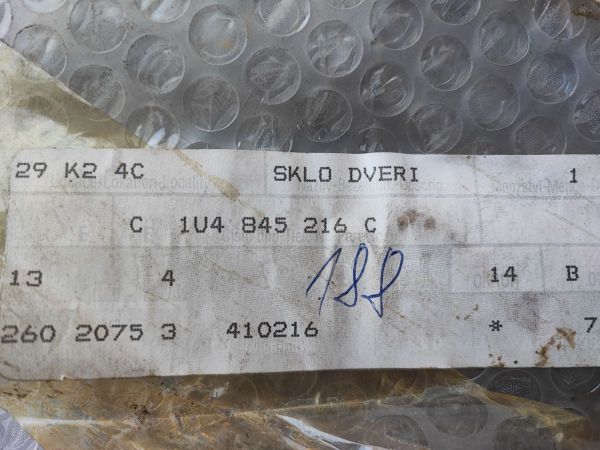 29 K2 4C SKLO DVERI 1
C 1U4 845 216 C
13 4 188 14 B
260 2075 3 410216 * 7